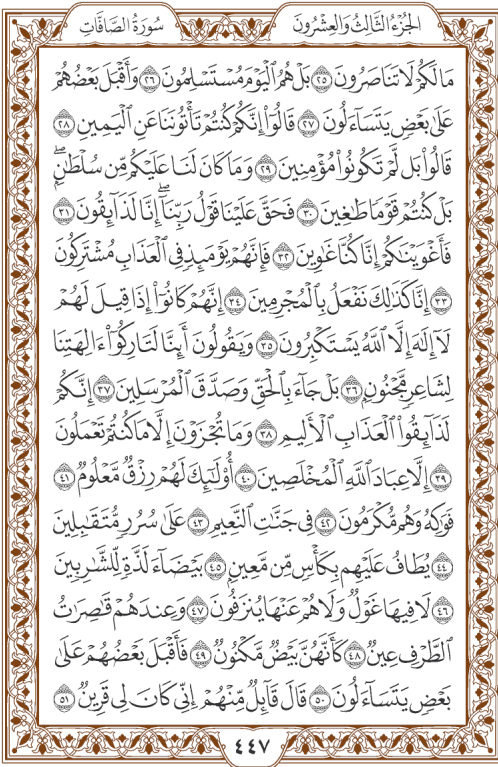 الجزء الثالث والعشرون
سورة الصافات
مَا لَكُمْ لَا تَنَاصَرُونَ ٢٥ بَلْ هُمُ ٱلْيَوْمَ مُسْتَسْلِمُونَ ٢٦ وَأَقْبَلَ بَعْضُهُمْ
عَلَىٰ بَعْضٍ يَتَسَآءَلُونَ ٢٧ قَالُوٓا۟ إِنَّكُمْ كُنتُمْ تَأْتُونَنَا عَنِ ٱلْيَمِينِ ٢٨
قَالُوا۟ بَل لَّمْ تَكُونُوا۟ مُؤْمِنِينَ ٢٩ وَمَا كَانَ لَنَا عَلَيْكُم مِّن سُلْطَـٰنٍۭ ۖ
بَلْ كُنتُمْ قَوْمًا طَـٰغِينَ ٣٠ فَحَقَّ عَلَيْنَا قَوْلُ رَبِّنَآ ۖ إِنَّا لَذَآئِقُونَ ٣١
فَأَغْوَيْنَـٰكُمْ إِنَّا كُنَّا غَـٰوِينَ ٣٢ فَإِنَّهُمْ يَوْمَئِذٍ فِى ٱلْعَذَابِ مُشْتَرِكُونَ
٣٣ إِنَّا كَذَٰلِكَ نَفْعَلُ بِٱلْمُجْرِمِينَ ٣٤ إِنَّهُمْ كَانُوٓا۟ إِذَا قِيلَ لَهُمْ
لَآ إِلَـٰهَ إِلَّا ٱللَّهُ يَسْتَكْبِرُونَ ٣٥ وَيَقُولُونَ أَئِنَّا لَتَارِكُوٓا۟ ءَالِهَتِنَا
لِشَاعِرٍ مَّجْنُونٍۭ ٣٦ بَلْ جَآءَ بِٱلْحَقِّ وَصَدَّقَ ٱلْمُرْسَلِينَ ٣٧ إِنَّكُمْ
لَذَآئِقُوا۟ ٱلْعَذَابِ ٱلْأَلِيمِ ٣٨ وَمَا تُجْزَوْنَ إِلَّا مَا كُنتُمْ تَعْمَلُونَ
٣٩ إِلَّا عِبَادَ ٱللَّهِ ٱلْمُخْلَصِينَ ٤٠ أُو۟لَـٰٓئِكَ لَهُمْ رِزْقٌ مَّعْلُومٌ ٤١
فَوَٰكِهُ ۖ وَهُم مُّكْرَمُونَ ٤٢ فِى جَنَّـٰتِ ٱلنَّعِيمِ ٤٣ عَلَىٰ سُرُرٍ مُّتَقَـٰبِلِينَ
٤٤ يُطَافُ عَلَيْهِم بِكَأْسٍ مِّن مَّعِينٍۭ ٤٥ بَيْضَآءَ لَذَّةٍ لِّلشَّـٰرِبِينَ
٤٦ لَا فِيهَا غَوْلٌ وَلَا هُمْ عَنْهَا يُنزَفُونَ ٤٧ وَعِندَهُمْ قَـٰصِرَٰتُ
ٱلطَّرْفِ عِينٌ ٤٨ كَأَنَّهُنَّ بَيْضٌ مَّكْنُونٌ ٤٩ فَأَقْبَلَ بَعْضُهُمْ عَلَىٰ
بَعْضٍ يَتَسَآءَلُونَ ٥٠ قَالَ قَآئِلٌ مِّنْهُمْ إِنِّى كَانَ لِى قَرِينٌ ٥١
٤٤٧